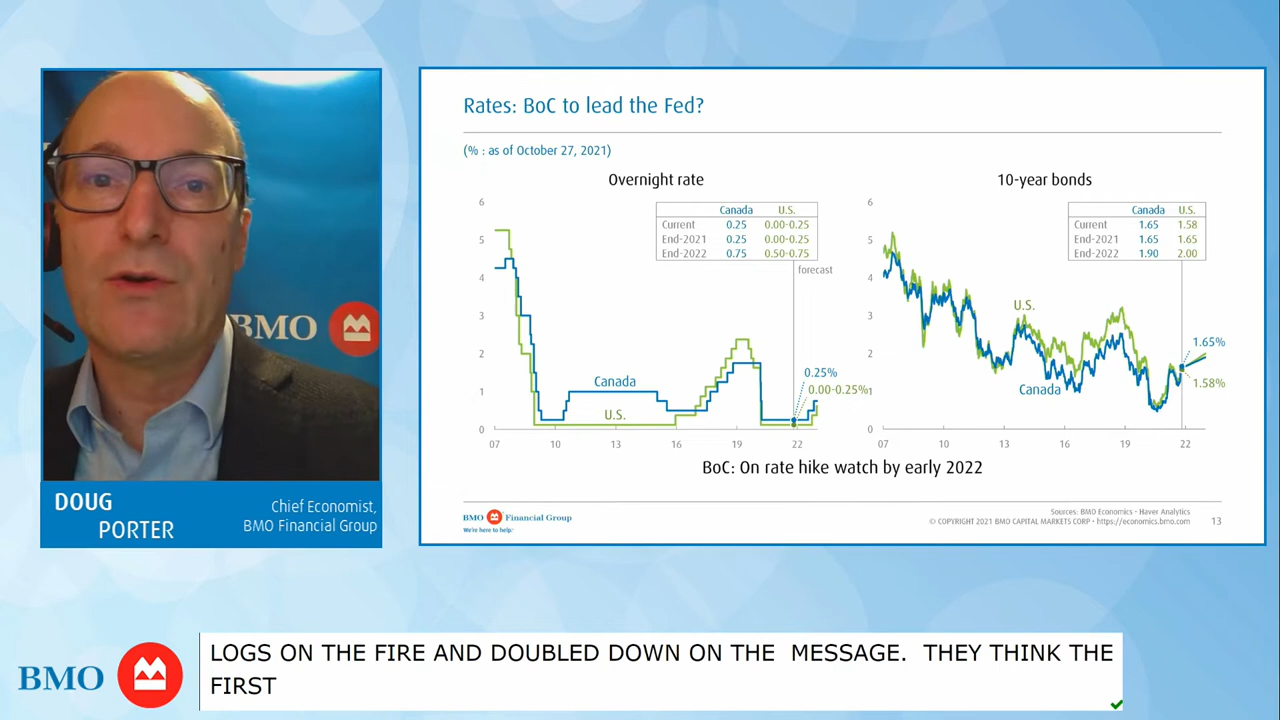 BMO
DOUG
PORTER
Chief Economist,
BMO Financial Group
Rates: BoC to lead the Fed?
(% : as of October 27, 2021)
Overnight rate
Canada U.S.
Current 0.25 0.00-0.25
End-2021 0.25 0.00-0.25
End-2022 0.75 0.50-0.75
forecast
6
5
4
3
2
1
0
Canada
U.S.
0.25%
0.00-0.25%
07 10 13 16 19 22
10-year bonds
Canada U.S.
Current 1.65 1.58
End-2021 1.65 1.65
End-2022 1.90 2.00
6
5
4
3
2
1
0
U.S.
Canada
1.65%
1.58%
07 10 13 16 19 22
BoC: On rate hike watch by early 2022
BMO Financial Group
We're here to help.
Sources: BMO Economics • Haver Analytics
© COPYRIGHT 2021 BMO CAPITAL MARKETS CORP • https://economics.bmo.com
13
BMO
LOGS ON THE FIRE AND DOUBLED DOWN ON THE MESSAGE. THEY THINK THE
FIRST